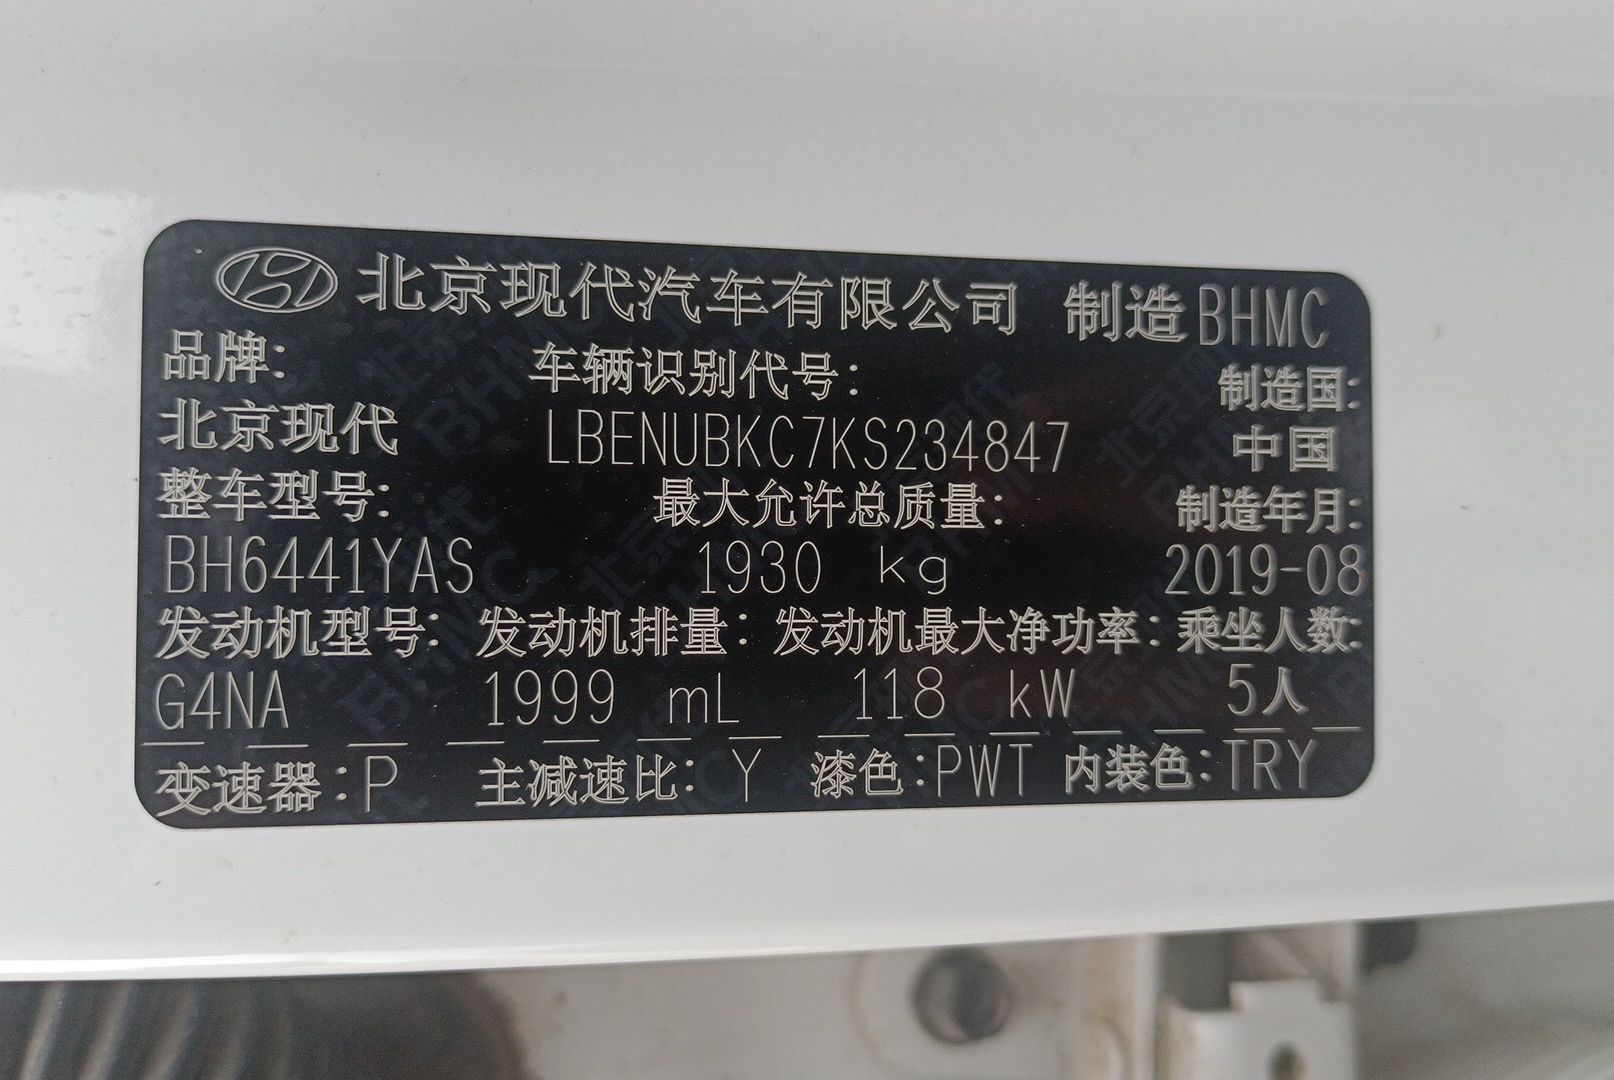 北京现代汽车有限公司 制造 BHMC
品牌: 车辆识别代号: 制造国:
北京现代 LBENUBKC7KS234847 中国
整车型号: 最大允许总质量: 制造年月:
BH6441YAS 1930 kg 2019-08
发动机型号: 发动机排量: 发动机最大净功率: 乘坐人数:
G4NA 1999 mL 118 kW 5人
变速器:P 主减速比: Y 漆色:PWT 内装色:TRY